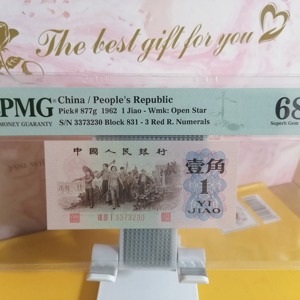 The best gift for you
PMG
MONEY GUARANTY
China / People's Republic
Pick# 877g 1962 1 Jiao - Wmk: Open Star
S/N 3373230 Block 831 - 3 Red R. Numerals
68
Superb Gem
中国人民银行
壹角
1
YI
JIAO
3373230